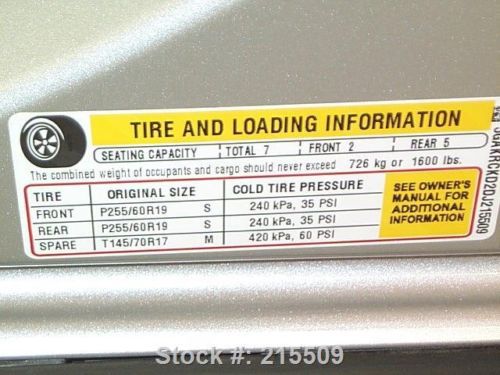 TIRE AND LOADING INFORMATION
SEATING CAPACITY TOTAL 7 FRONT 2 REAR 5
The combined weight of occupants and cargo should never exceed 726 kg or 1600 lbs.
TIRE ORIGINAL SIZE COLD TIRE PRESSURE
FRONT P255/60R19 S 240 kPa, 35 PSI
REAR P255/60R19 S 240 kPa, 35 PSI
SPARE T145/70R17 M 420 kPa, 60 PSI
SEE OWNER'S
MANUAL FOR
ADDITIONAL
INFORMATION
Stock #: 215509